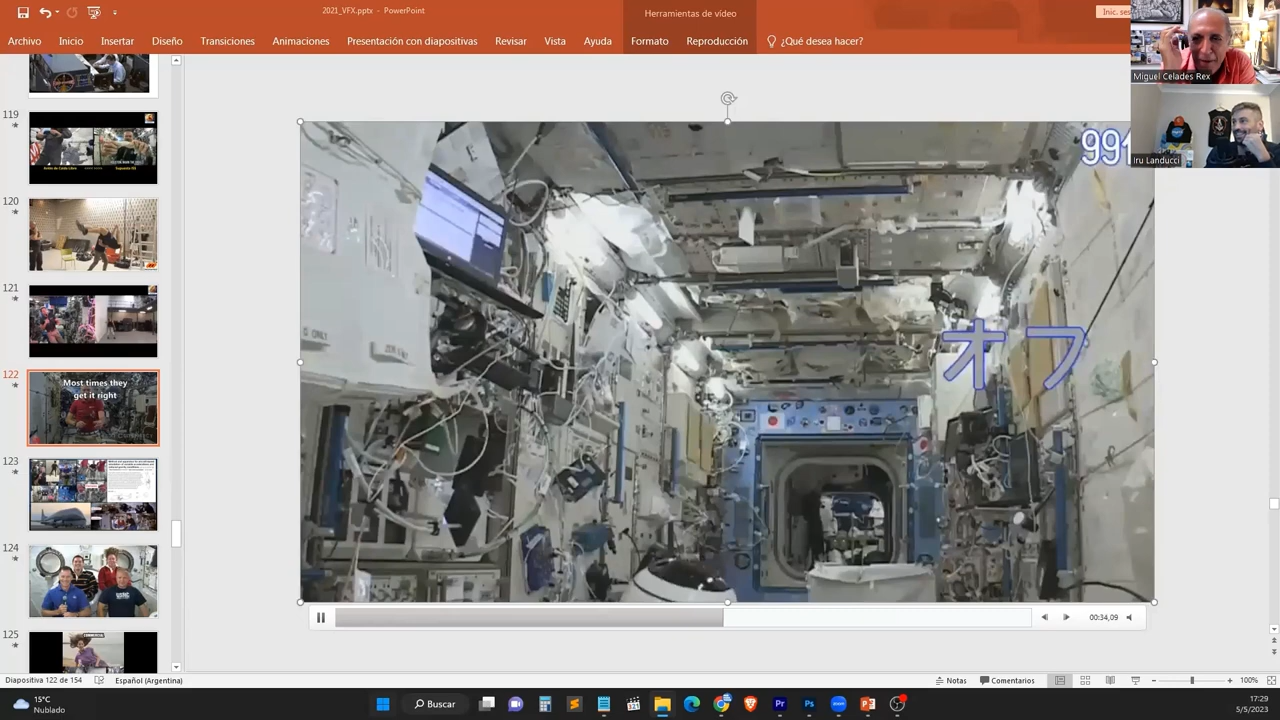 2021_VFX.pptx - PowerPoint
Herramientas de vídeo
Inic. ses
Archivo Inicio Insertar Diseño Transiciones Animaciones Presentación con diapositivas Revisar Vista Ayuda Formato Reproducción ¿Qué desea hacer?
Miguel Celades Rex
Iru Landucci
119
120
121
122
Most times they
get it right
123
124
125
991
オフ
00:34,09
Diapositiva 122 de 154 Español (Argentina) Notas Comentarios 100%
15°C
Nublado
Buscar
17:29
5/5/2023